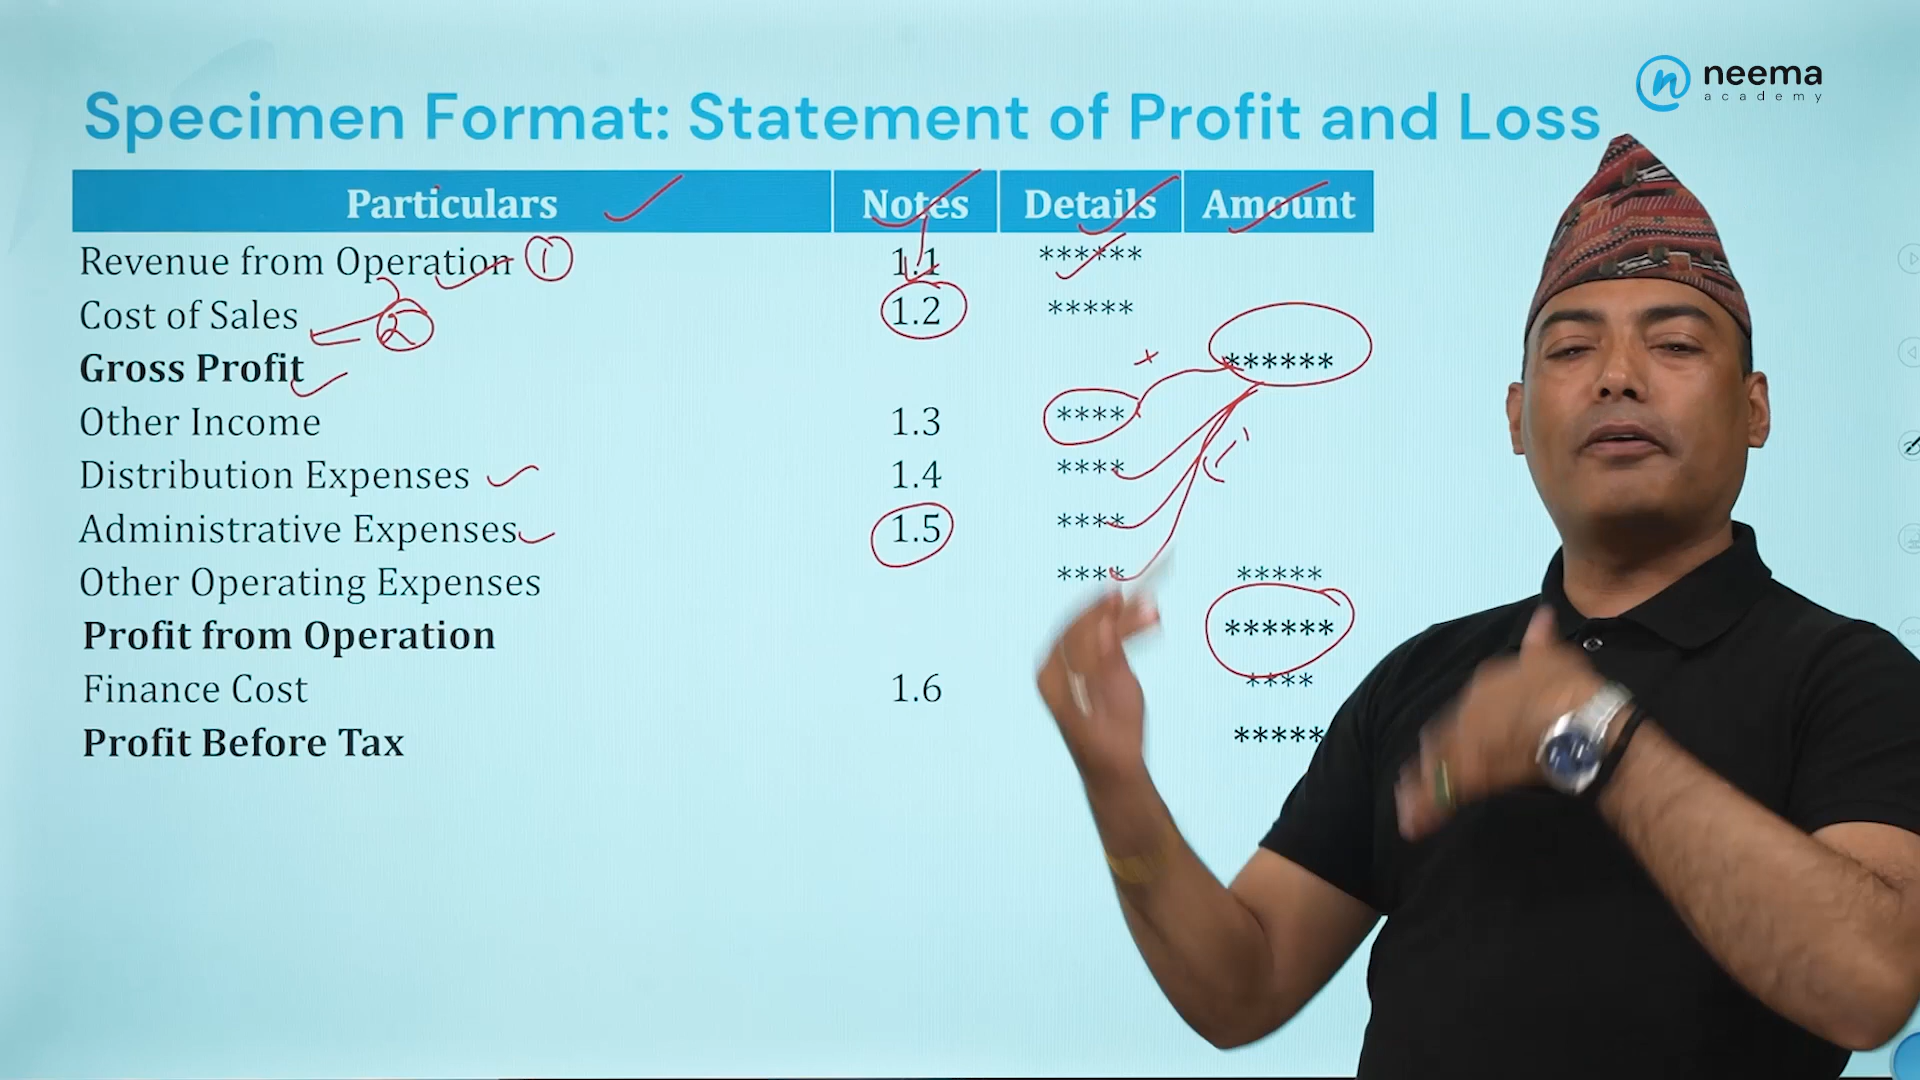 neema
academy
Specimen Format: Statement of Profit and Loss
Particulars Notes Details Amount
Revenue from Operation 1 1.1 ******
Cost of Sales 2 1.2 *****
Gross Profit ******
Other Income 1.3 ****
Distribution Expenses 1.4 ****
Administrative Expenses 1.5 ****
Other Operating Expenses **** *****
Profit from Operation ******
Finance Cost 1.6 ****
Profit Before Tax *****